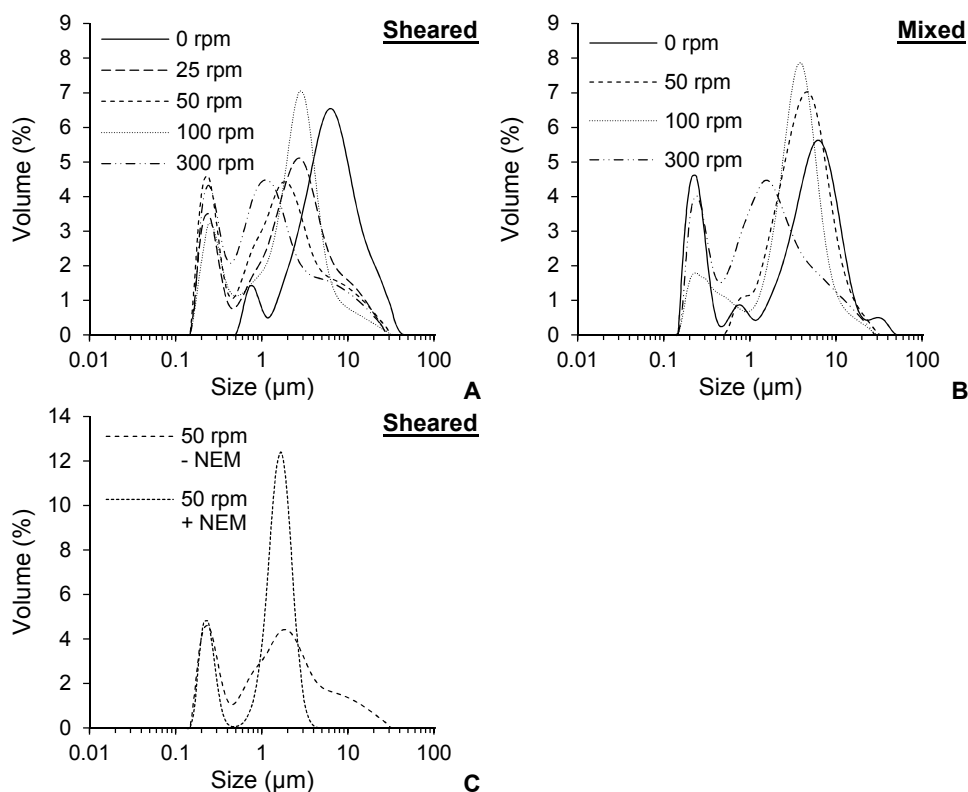 Sheared
9
8
7
6
5
4
3
2
1
0
Volume (%)
0 rpm
25 rpm
50 rpm
100 rpm
300 rpm
0.01 0.1 1 10 100
Size (µm)
A
Mixed
9
8
7
6
5
4
3
2
1
0
Volume (%)
0 rpm
50 rpm
100 rpm
300 rpm
0.01 0.1 1 10 100
Size (µm)
B
Sheared
14
12
10
8
6
4
2
0
Volume (%)
50 rpm
- NEM
50 rpm
+ NEM
0.01 0.1 1 10 100
Size (µm)
C